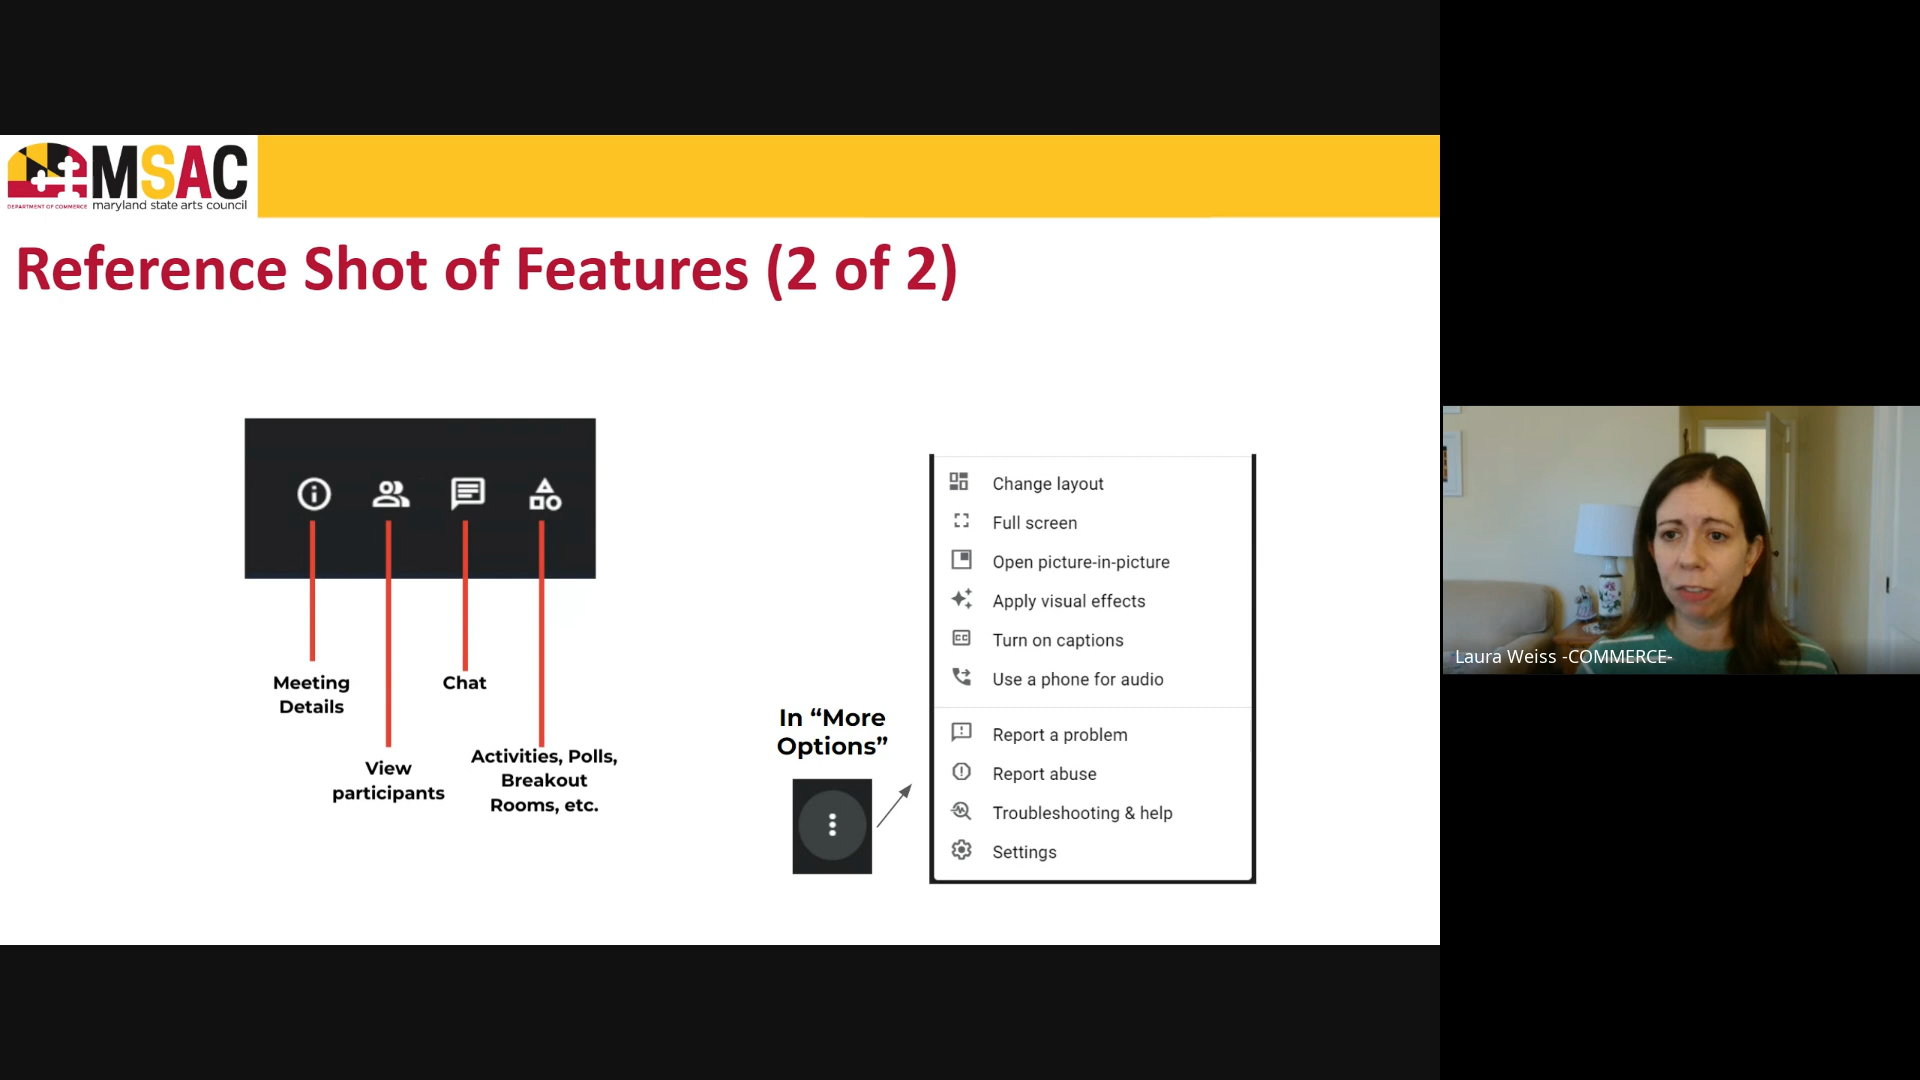 MSAC
DEPARTMENT OF COMMERCE
maryland state arts council
Reference Shot of Features (2 of 2)
Meeting
Details
View
participants
Chat
Activities, Polls,
Breakout
Rooms, etc.
In “More
Options”
Change layout
Full screen
Open picture-in-picture
Apply visual effects
Turn on captions
Use a phone for audio
Report a problem
Report abuse
Troubleshooting & help
Settings
Laura Weiss -COMMERCE-